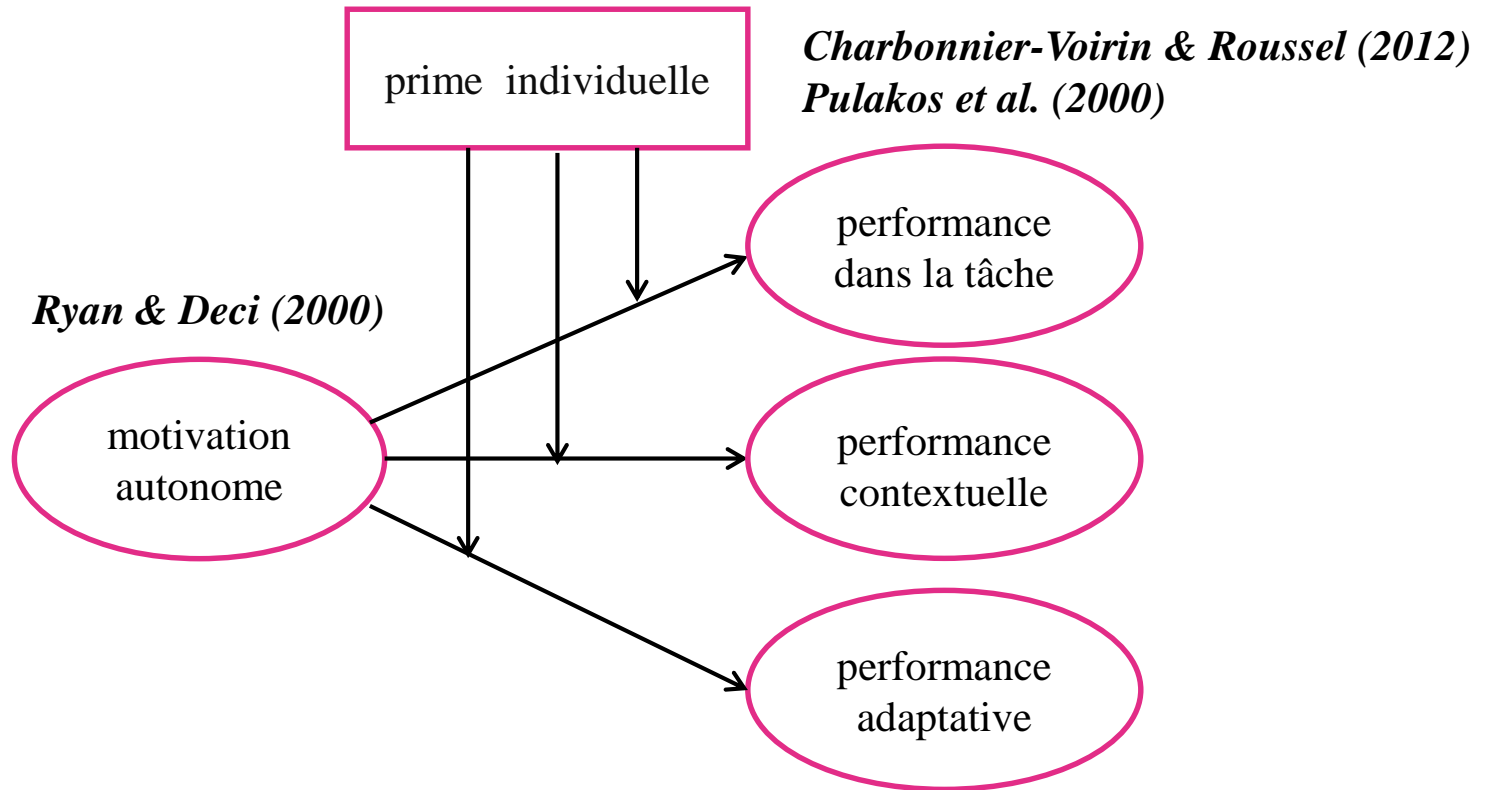 prime individuelle
Charbonnier-Voirin & Roussel (2012)
Pulakos et al. (2000)
performance
dans la tâche
Ryan & Deci (2000)
motivation
autonome
performance
contextuelle
performance
adaptative